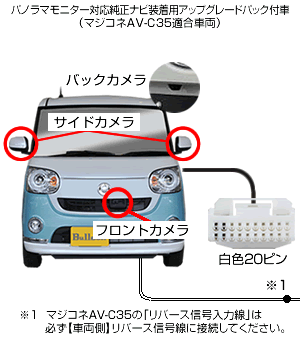 パノラマモニター対応純正ナビ装着用アップグレードパック付車
（マジコネAV-C35適合車両）
バックカメラ
サイドカメラ
フロントカメラ
白色20ピン
※1
※1 マジコネAV-C35の「リバース信号入力線」は
必ず【車両側】リバース信号線に接続してください。